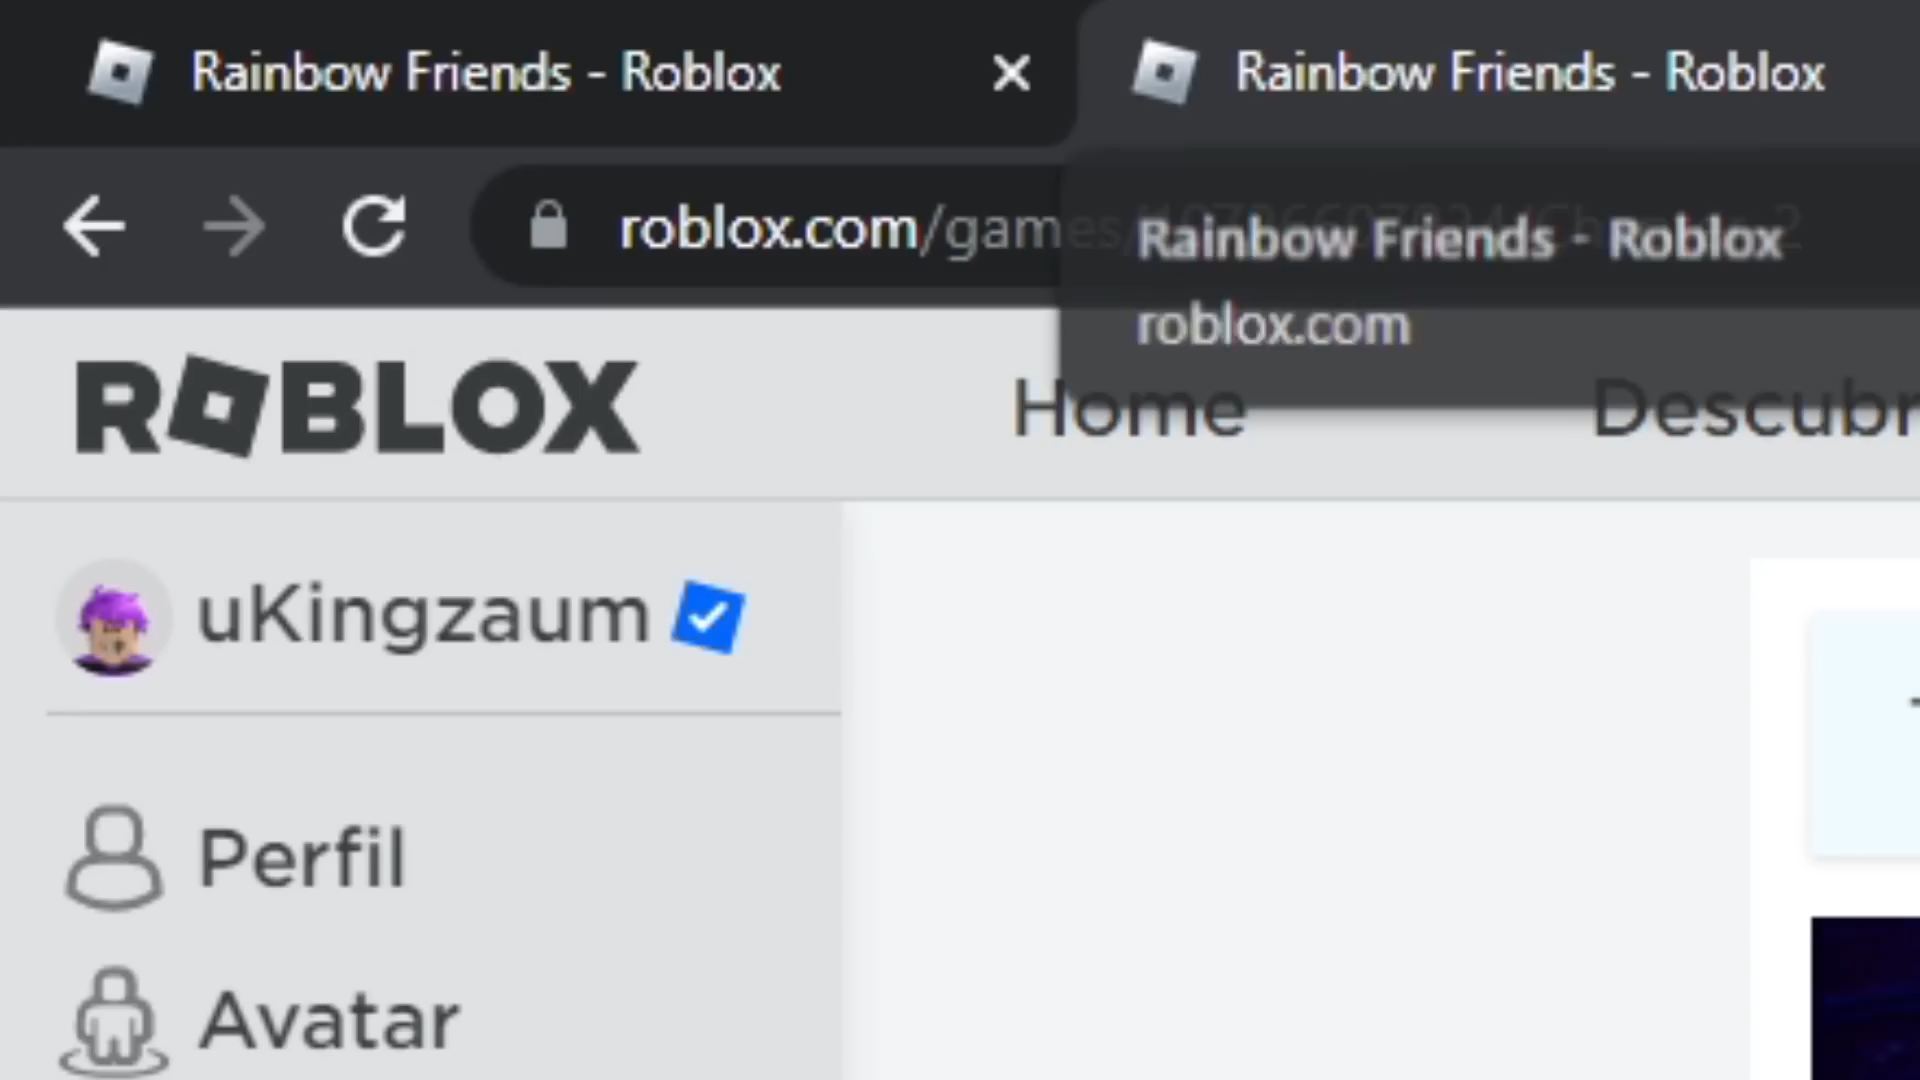 Rainbow Friends - Roblox
Rainbow Friends - Roblox
roblox.com/games
Rainbow Friends - Roblox
roblox.com
ROBLOX
Home
Descubr
uKingzaum
Perfil
Avatar